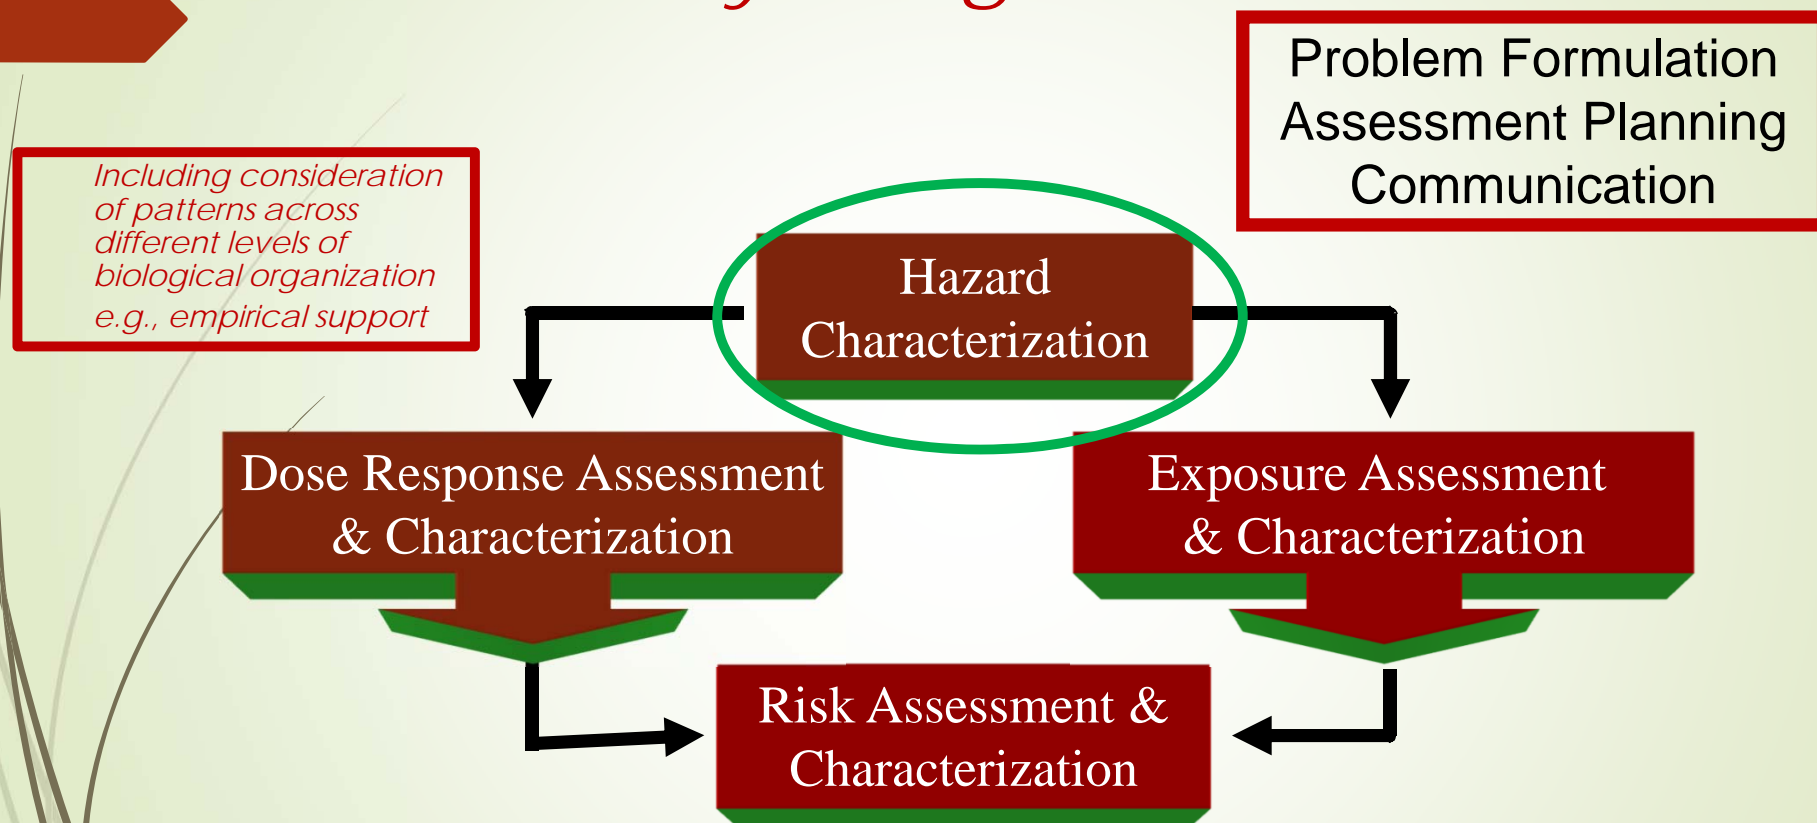 Problem Formulation
Assessment Planning
Communication
Including consideration
of patterns across
different levels of
biological organization
e.g., empirical support
Hazard
Characterization
Dose Response Assessment
& Characterization
Exposure Assessment
& Characterization
Risk Assessment &
Characterization